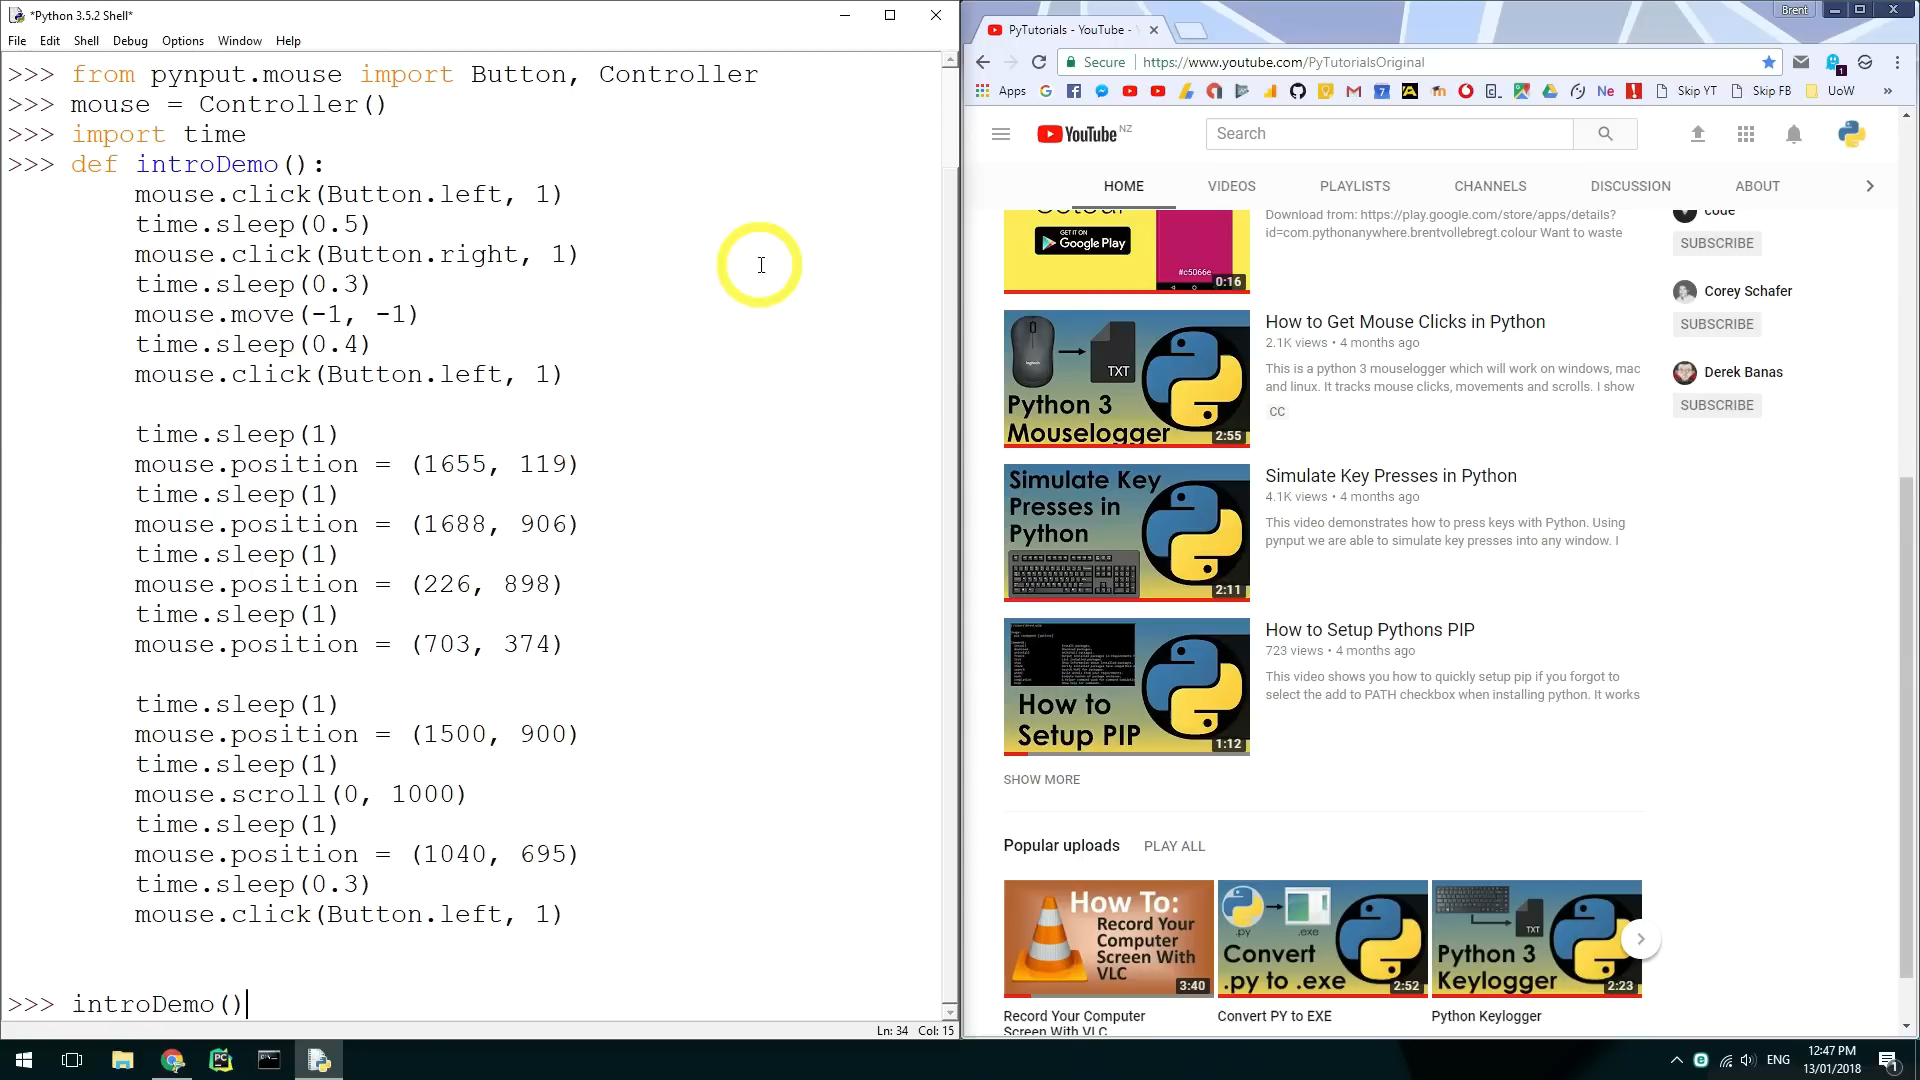 *Python 3.5.2 Shell*
File Edit Shell Debug Options Window Help
>>> from pynput.mouse import Button, Controller
>>> mouse = Controller()
>>> import time
>>> def introDemo():
mouse.click(Button.left, 1)
time.sleep(0.5)
mouse.click(Button.right, 1)
time.sleep(0.3)
mouse.move(-1, -1)
time.sleep(0.4)
mouse.click(Button.left, 1)
time.sleep(1)
mouse.position = (1655, 119)
time.sleep(1)
mouse.position = (1688, 906)
time.sleep(1)
mouse.position = (226, 898)
time.sleep(1)
mouse.position = (703, 374)
time.sleep(1)
mouse.position = (1500, 900)
time.sleep(1)
mouse.scroll(0, 1000)
time.sleep(1)
mouse.position = (1040, 695)
time.sleep(0.3)
mouse.click(Button.left, 1)
>>> introDemo()
Ln: 34 Col: 15
Brent
PyTutorials - YouTube -
Secure https://www.youtube.com/PyTutorialsOriginal
1
Apps Skip YT Skip FB UoW »
YouTube NZ
Search
HOME VIDEOS PLAYLISTS CHANNELS DISCUSSION ABOUT
GET IT ON
Google Play
#c5066e
0:16
Download from: https://play.google.com/store/apps/details?
id=com.pythonanywhere.brentvollebregt.colour Want to waste
code
SUBSCRIBE
Corey Schafer
SUBSCRIBE
Derek Banas
SUBSCRIBE
TXT
Python 3
Mouselogger
2:55
How to Get Mouse Clicks in Python
2.1K views • 4 months ago
This is a python 3 mouselogger which will work on windows, mac
and linux. It tracks mouse clicks, movements and scrolls. I show
CC
Simulate Key
Presses in
Python
2:11
Simulate Key Presses in Python
4.1K views • 4 months ago
This video demonstrates how to press keys with Python. Using
pynput we are able to simulate key presses into any window. I
How to
Setup PIP
1:12
How to Setup Pythons PIP
723 views • 4 months ago
This video shows you how to quickly setup pip if you forgot to
select the add to PATH checkbox when installing python. It works
SHOW MORE
Popular uploads PLAY ALL
How To:
Record Your
Computer
Screen With
VLC
3:40
.py
.exe
Convert
.py to .exe
2:52
TXT
Python 3
Keylogger
2:23
Record Your Computer
Screen With VLC
Convert PY to EXE
Python Keylogger
ENG
12:47 PM
13/01/2018
1